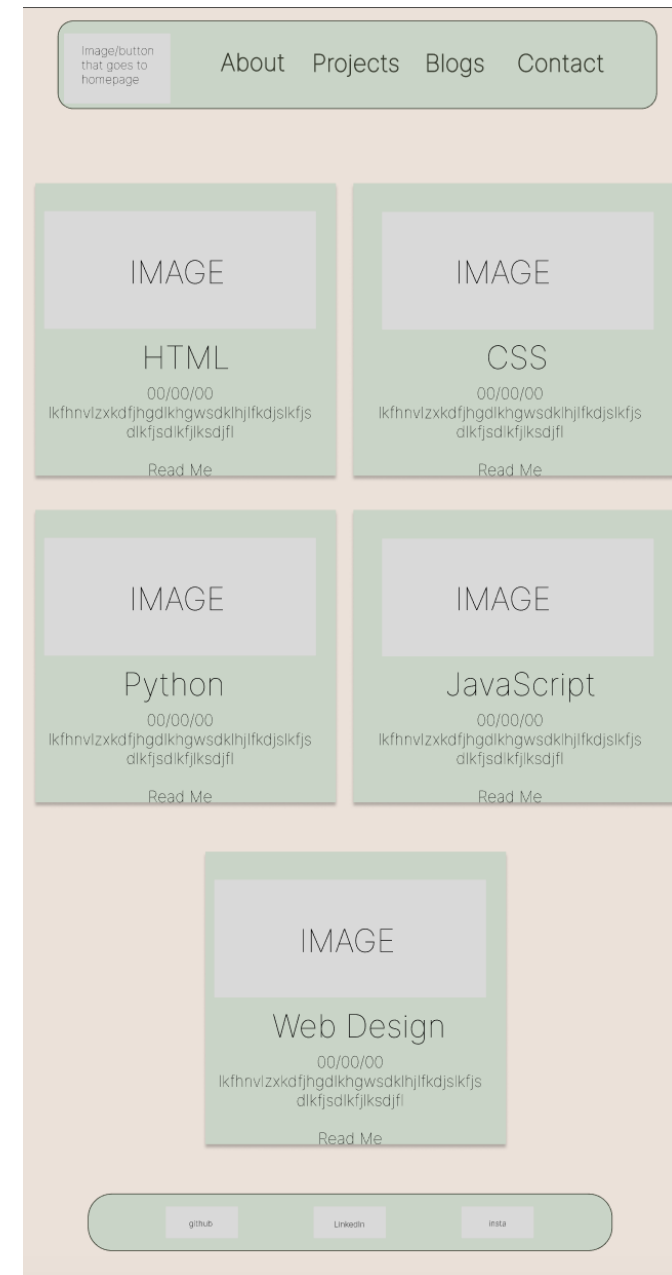 Image/button
that goes to
homepage
About Projects Blogs Contact
IMAGE
HTML
00/00/00
lkfhnvlzxkdfjhgdlkhgwsdklhjlfkdjslkfjs
dlkfjsdlkfjlksdjfl
Read Me
IMAGE
CSS
00/00/00
lkfhnvlzxkdfjhgdlkhgwsdklhjlfkdjslkfjs
dlkfjsdlkfjlksdjfl
Read Me
IMAGE
Python
00/00/00
lkfhnvlzxkdfjhgdlkhgwsdklhjlfkdjslkfjs
dlkfjsdlkfjlksdjfl
Read Me
IMAGE
JavaScript
00/00/00
lkfhnvlzxkdfjhgdlkhgwsdklhjlfkdjslkfjs
dlkfjsdlkfjlksdjfl
Read Me
IMAGE
Web Design
00/00/00
lkfhnvlzxkdfjhgdlkhgwsdklhjlfkdjslkfjs
dlkfjsdlkfjlksdjfl
Read Me
github LinkedIn insta